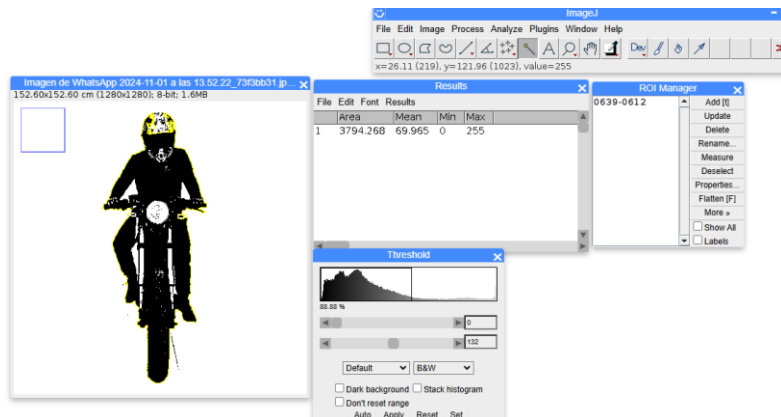 ImageJ
File Edit Image Process Analyze Plugins Window Help
A Dev
x=26.11 (219), y=121.96 (1023), value=255
Imagen de WhatsApp 2024-11-01 a las 13.52.22_73f3bb31.jp...
152.60x152.60 cm (1280x1280); 8-bit; 1.6MB
Results
File Edit Font Results
Area Mean Min Max
1 3794.268 69.965 0 255
ROI Manager
0639-0612
Add [t]
Update
Delete
Rename...
Measure
Deselect
Properties...
Flatten [F]
More »
Show All
Labels
Threshold
88.88 %
0
132
Default B&W
Dark background Stack histogram
Don't reset range
Auto Apply Reset Set